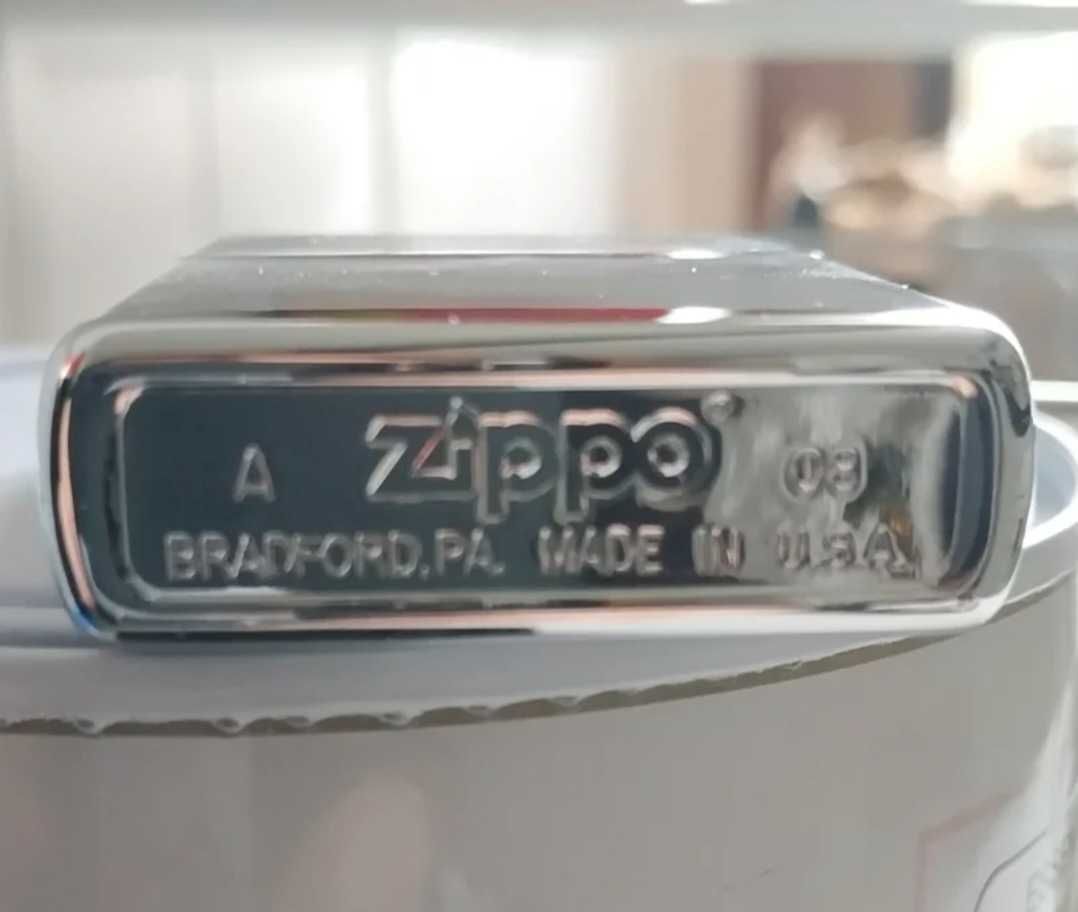 A zippo® 08
BRADFORD,PA. MADE IN U.S.A.